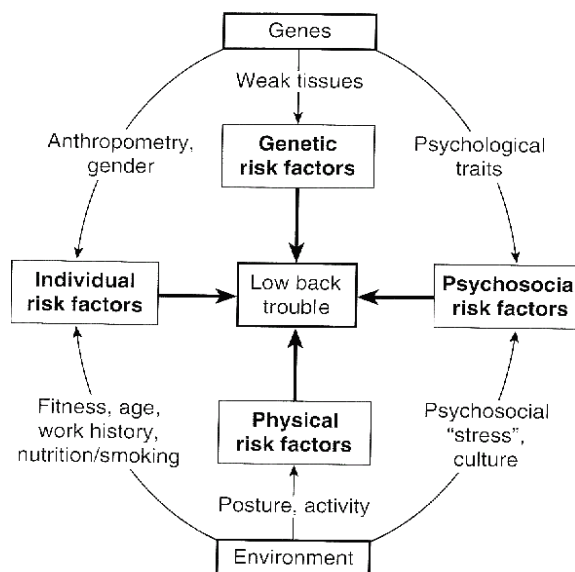 Genes
Weak tissues
Anthropometry,
gender
Genetic
risk factors
Psychological
traits
Individual
risk factors
Low back
trouble
Psychosocial
risk factors
Fitness, age,
work history,
nutrition/smoking
Physical
risk factors
Psychosocial
"stress",
culture
Posture, activity
Environment